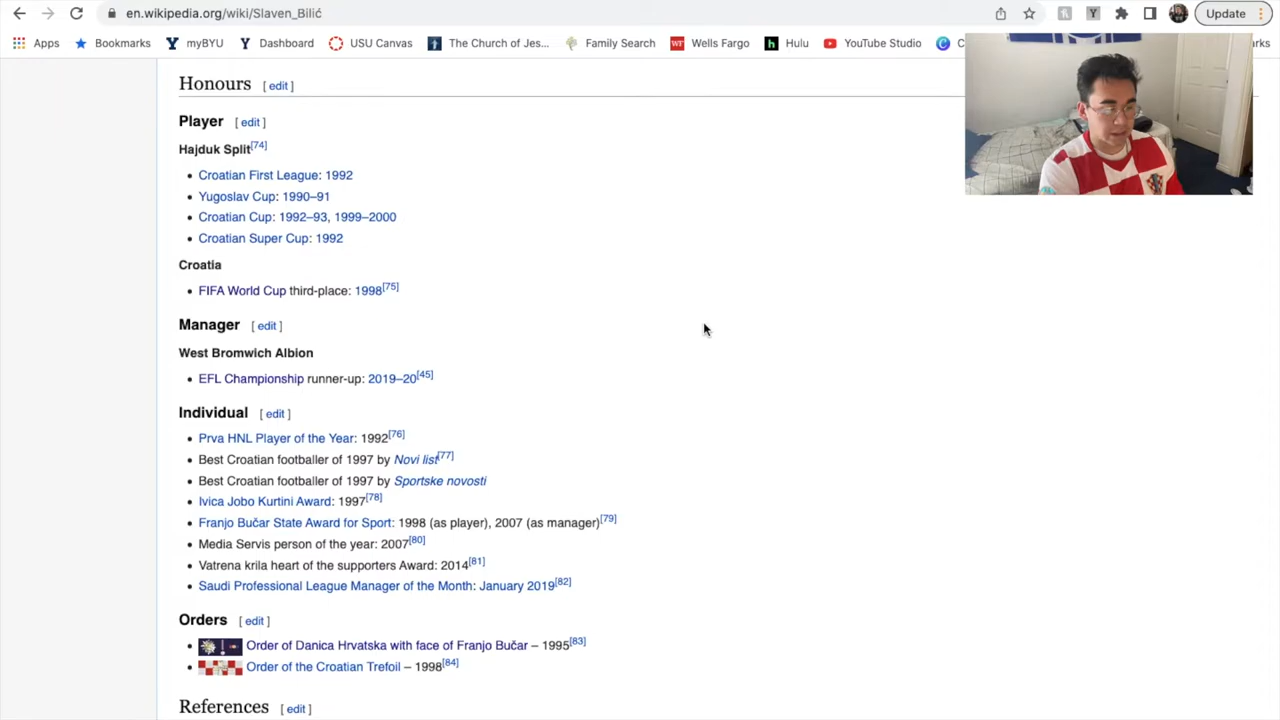 en.wikipedia.org/wiki/Slaven_Bilić
Update
Apps Bookmarks myBYU Dashboard USU Canvas The Church of Jes... Family Search Wells Fargo Hulu YouTube Studio
Honours [ edit ]
Player [ edit ]
Hajduk Split[74]
Croatian First League: 1992
Yugoslav Cup: 1990–91
Croatian Cup: 1992–93, 1999–2000
Croatian Super Cup: 1992
Croatia
FIFA World Cup third-place: 1998[75]
Manager [ edit ]
West Bromwich Albion
EFL Championship runner-up: 2019–20[45]
Individual [ edit ]
Prva HNL Player of the Year: 1992[76]
Best Croatian footballer of 1997 by Novi list[77]
Best Croatian footballer of 1997 by Sportske novosti
Ivica Jobo Kurtini Award: 1997[78]
Franjo Bučar State Award for Sport: 1998 (as player), 2007 (as manager)[79]
Media Servis person of the year: 2007[80]
Vatrena krila heart of the supporters Award: 2014[81]
Saudi Professional League Manager of the Month: January 2019[82]
Orders [ edit ]
Order of Danica Hrvatska with face of Franjo Bučar – 1995[83]
Order of the Croatian Trefoil – 1998[84]
References [ edit ]